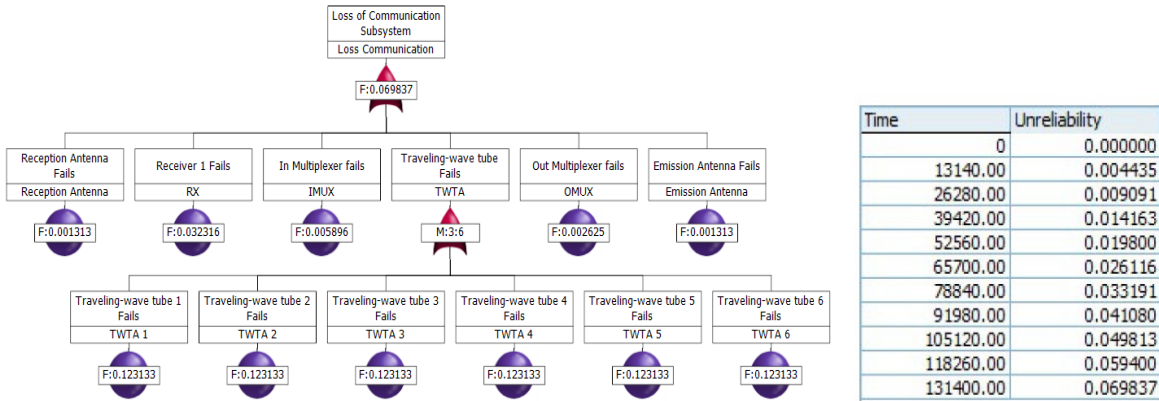 Loss of Communication
Subsystem
Loss Communication
F:0.069837
Reception Antenna
Fails
Reception Antenna
F:0.001313
Receiver 1 Fails
RX
F:0.032316
In Multiplexer fails
IMUX
F:0.005896
Traveling-wave tube
Fails
TWTA
M:3:6
Out Multiplexer fails
OMUX
F:0.002625
Emission Antenna Fails
Emission Antenna
F:0.001313
Traveling-wave tube 1
Fails
TWTA 1
F:0.123133
Traveling-wave tube 2
Fails
TWTA 2
F:0.123133
Traveling-wave tube 3
Fails
TWTA 3
F:0.123133
Traveling-wave tube 4
Fails
TWTA 4
F:0.123133
Traveling-wave tube 5
Fails
TWTA 5
F:0.123133
Traveling-wave tube 6
Fails
TWTA 6
F:0.123133
Time Unreliability
0 0.000000
13140.00 0.004435
26280.00 0.009091
39420.00 0.014163
52560.00 0.019800
65700.00 0.026116
78840.00 0.033191
91980.00 0.041080
105120.00 0.049813
118260.00 0.059400
131400.00 0.069837